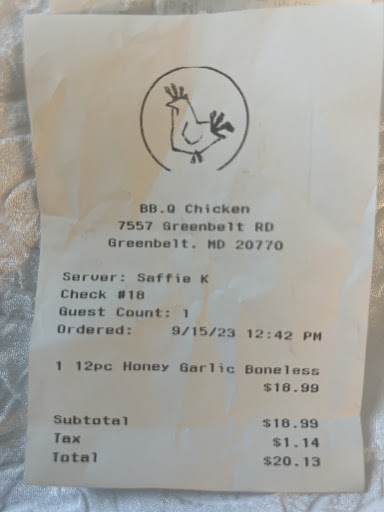 BB.Q Chicken
7557 Greenbelt RD
Greenbelt. MD 20770
Server: Saffie K
Check #18
Guest Count: 1
Ordered: 9/15/23 12:42 PM
1 12pc Honey Garlic Boneless
$18.99
Subtotal $18.99
Tax $1.14
Total $20.13